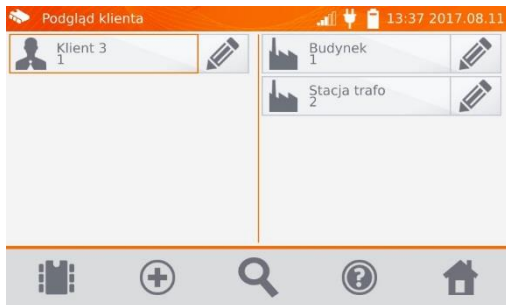 Podgląd klienta
13:37 2017.08.11
Klient 3
1
Budynek
1
Stacja trafo
2